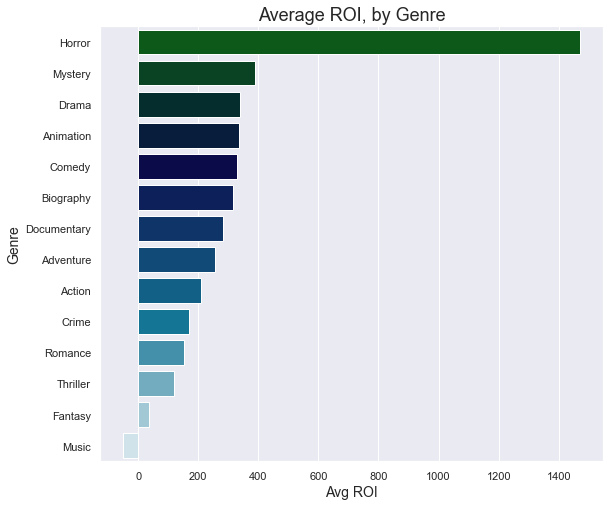 Average ROI, by Genre
Genre
Horror
Mystery
Drama
Animation
Comedy
Biography
Documentary
Adventure
Action
Crime
Romance
Thriller
Fantasy
Music
0 200 400 600 800 1000 1200 1400
Avg ROI